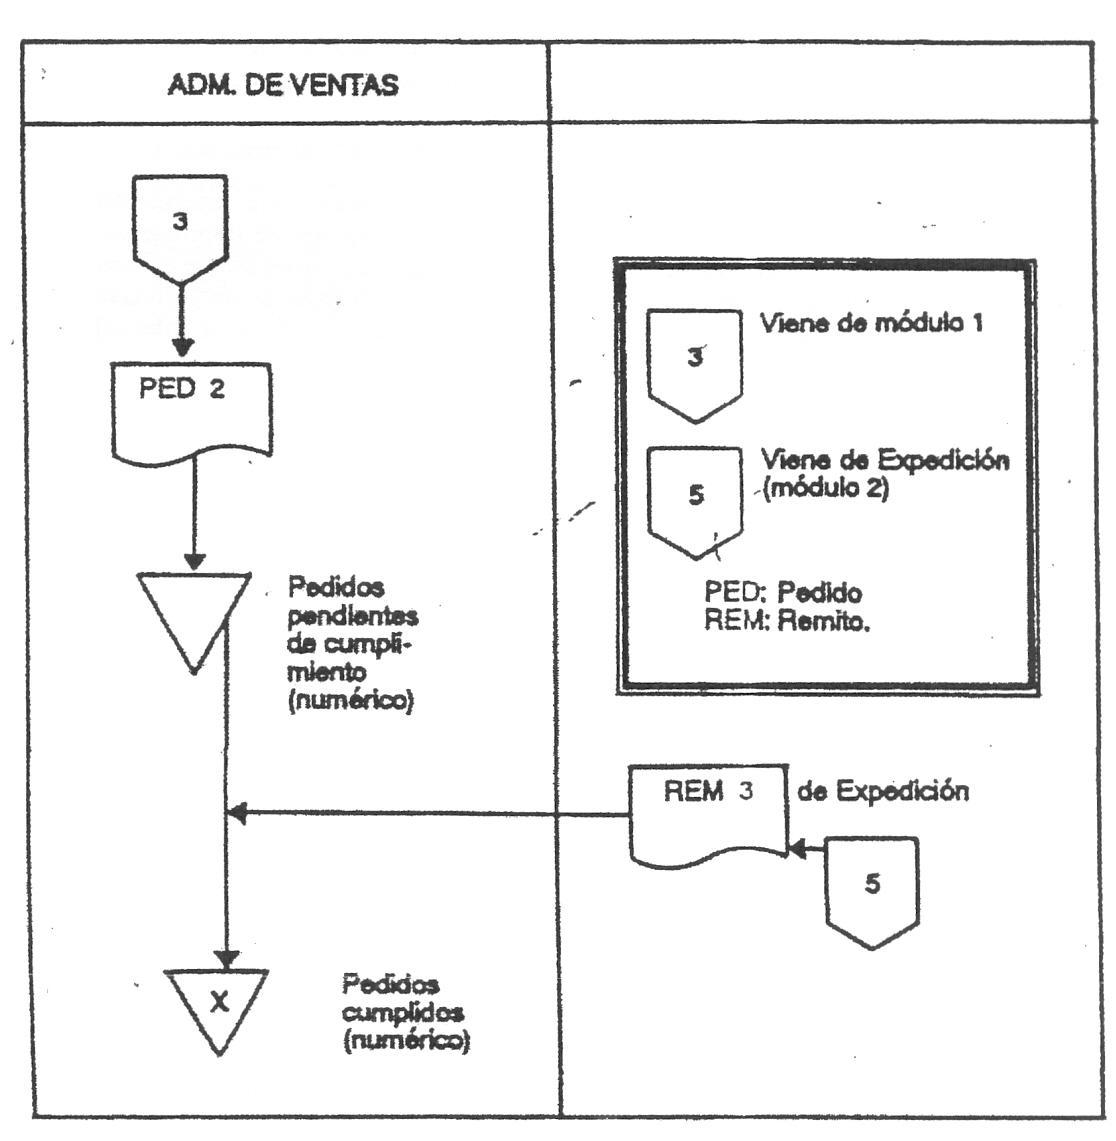 ADM. DE VENTAS
3
PED 2
Pedidos
pendientes
de cumpli-
miento
(numérico)
3
Viene de módulo 1
5
Viene de Expedición
(módulo 2)
PED: Pedido
REM: Remito.
REM 3
de Expedición
5
X
Pedidos
cumplidos
(numérico)